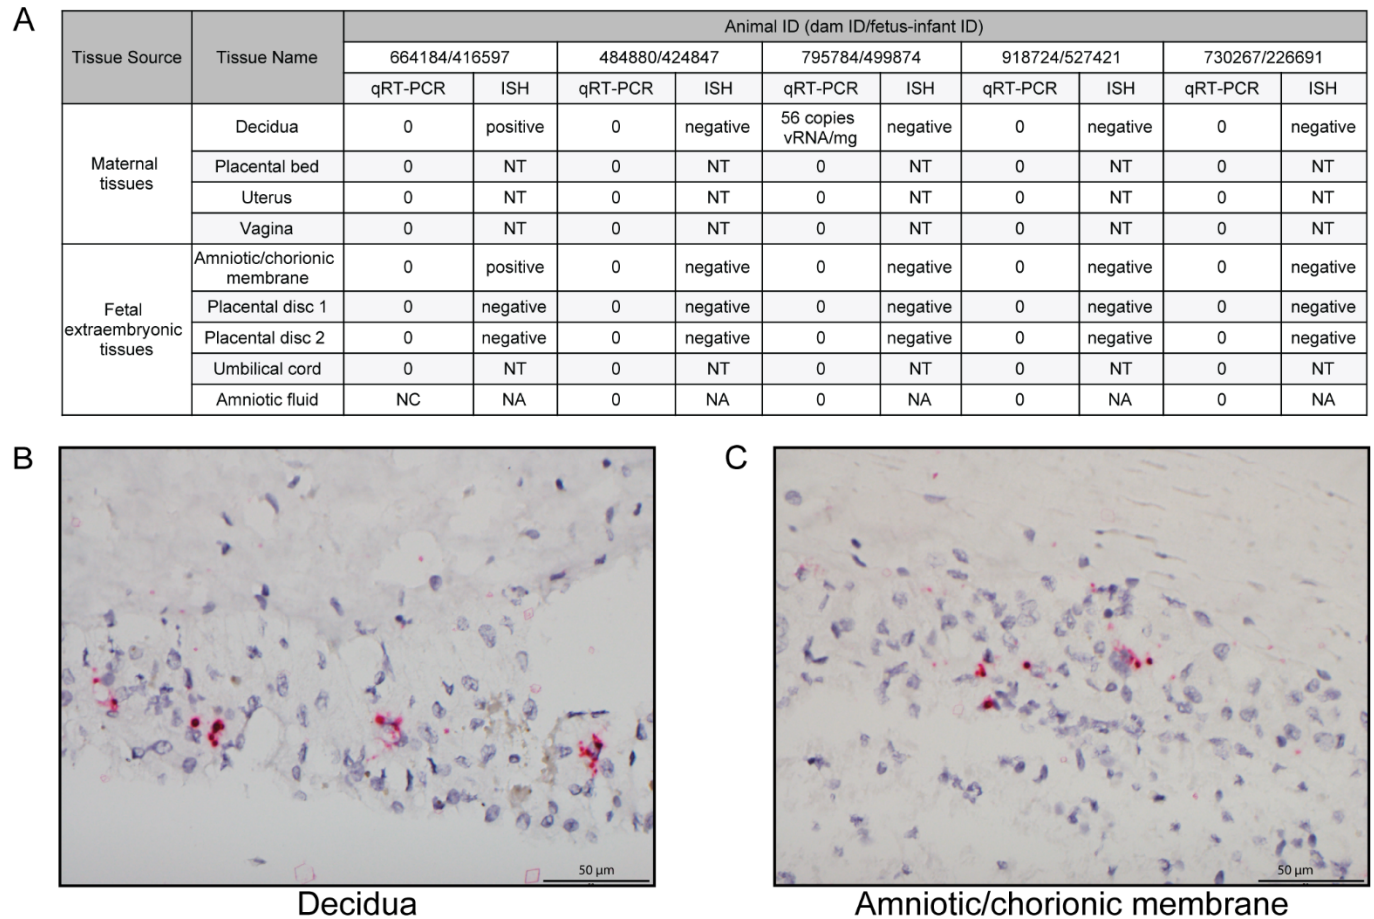 A
Tissue Source Tissue Name Animal ID (dam ID/fetus-infant ID)
664184/416597 484880/424847 795784/499874 918724/527421 730267/226691
qRT-PCR ISH qRT-PCR ISH qRT-PCR ISH qRT-PCR ISH qRT-PCR ISH
Maternal tissues
Decidua 0 positive 0 negative 56 copies vRNA/mg negative 0 negative 0 negative
Placental bed 0 NT 0 NT 0 NT 0 NT 0 NT
Uterus 0 NT 0 NT 0 NT 0 NT 0 NT
Vagina 0 NT 0 NT 0 NT 0 NT 0 NT
Fetal extraembryonic tissues
Amniotic/chorionic membrane 0 positive 0 negative 0 negative 0 negative 0 negative
Placental disc 1 0 negative 0 negative 0 negative 0 negative 0 negative
Placental disc 2 0 negative 0 negative 0 negative 0 negative 0 negative
Umbilical cord 0 NT 0 NT 0 NT 0 NT 0 NT
Amniotic fluid NC NA 0 NA 0 NA 0 NA 0 NA
B
50 µm
Decidua
C
50 µm
Amniotic/chorionic membrane